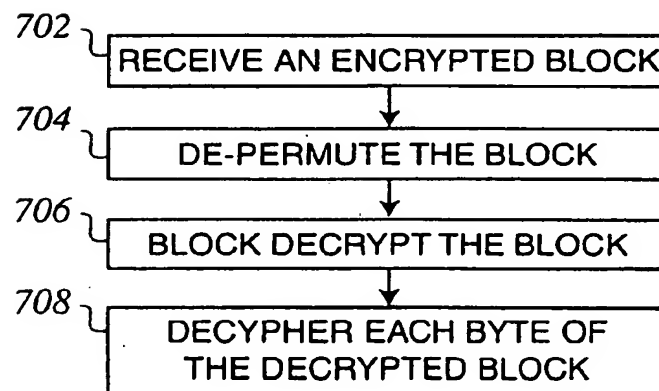 702
RECEIVE AN ENCRYPTED BLOCK
704
DE-PERMUTE THE BLOCK
706
BLOCK DECRYPT THE BLOCK
708
DECYPHER EACH BYTE OF
THE DECRYPTED BLOCK